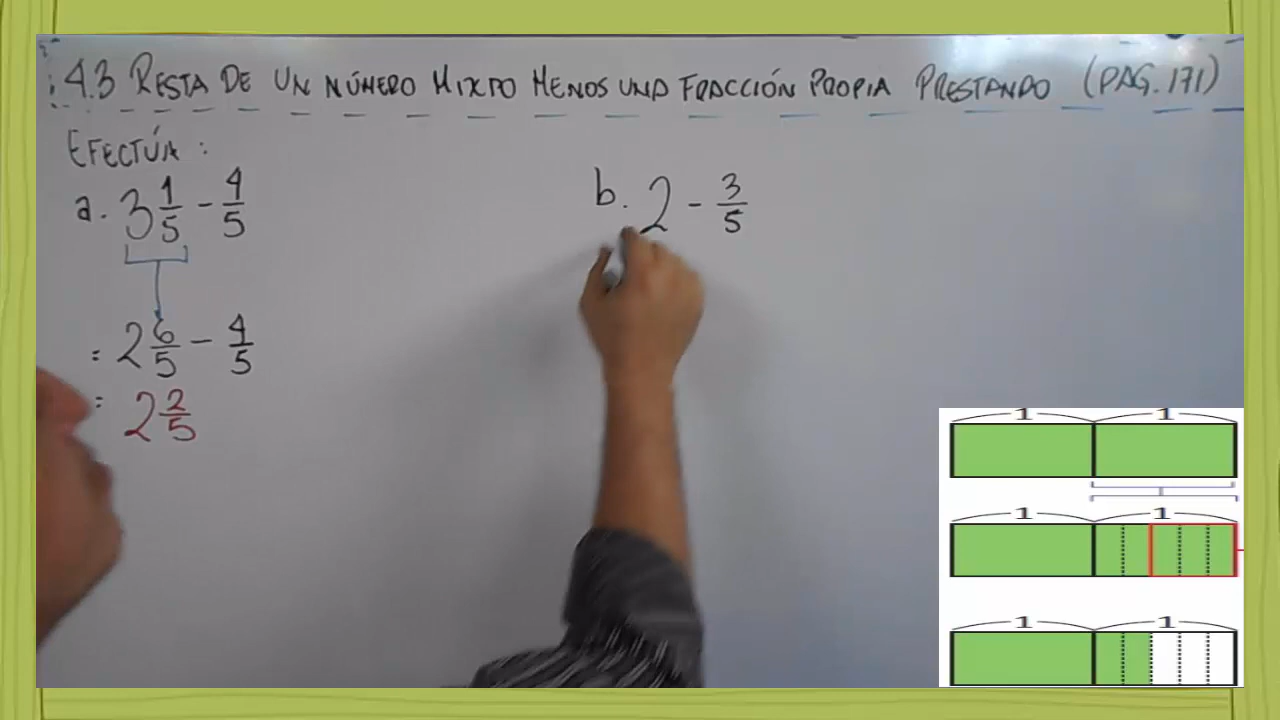 4.3 RESTA DE UN NÚMERO MIXTO MENOS UNA FRACCIÓN PROPIA PRESTANDO (PAG. 171)
EFECTÚA:
a. 3 1/5 - 4/5
= 2 6/5 - 4/5
= 2 2/5
b. 2 - 3/5
1 1
1 1
1 1